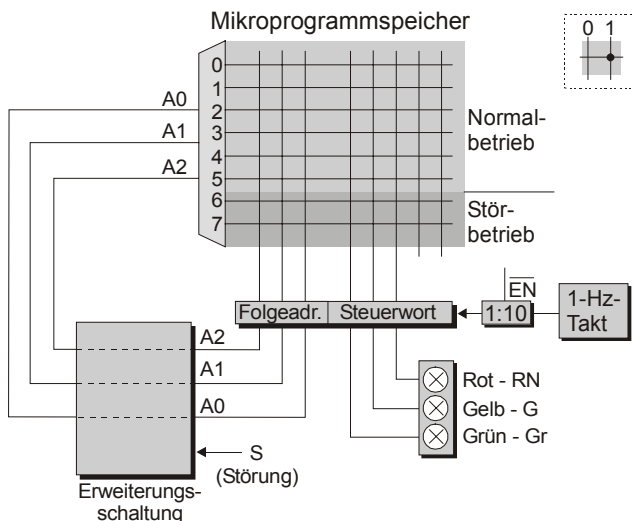 Mikroprogrammspeicher
0 1
0
1
2
3
4
5
6
7
A0
A1
A2
Normal-
betrieb
Stör-
betrieb
EN
Folgeadr. Steuerwort
1:10
1-Hz-
Takt
A2
A1
A0
Rot - RN
Gelb - G
Grün - Gr
S
(Störung)
Erweiterungs-
schaltung